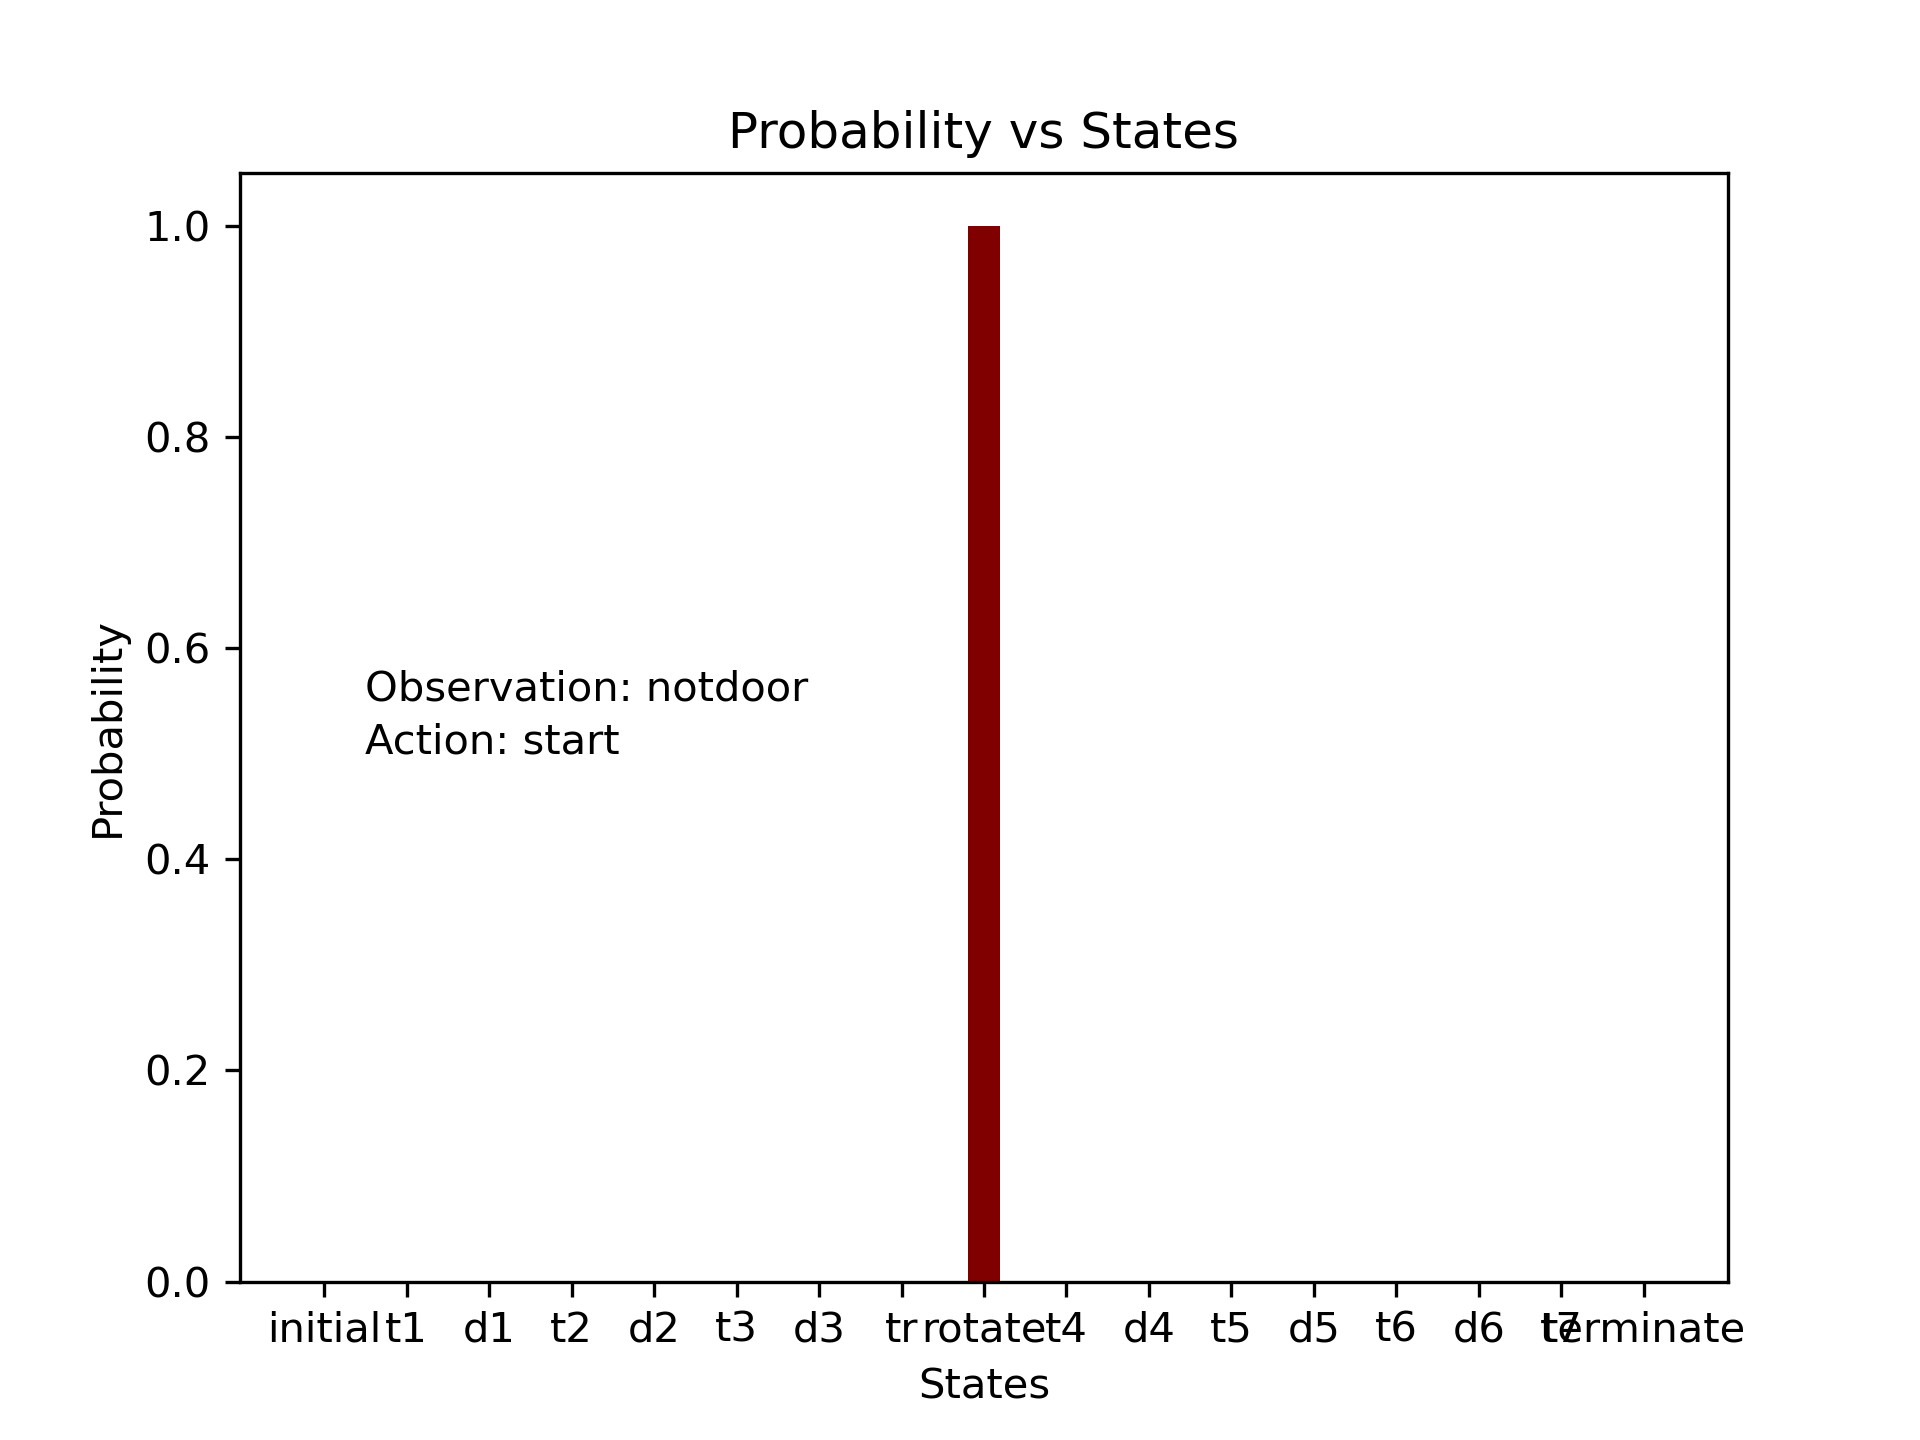 Probability vs States
1.0
0.8
0.6
0.4
0.2
0.0
Probability
Observation: notdoor
Action: start
initial t1 d1 t2 d2 t3 d3 tr rotate t4 d4 t5 d5 t6 d6 t7 terminate
States